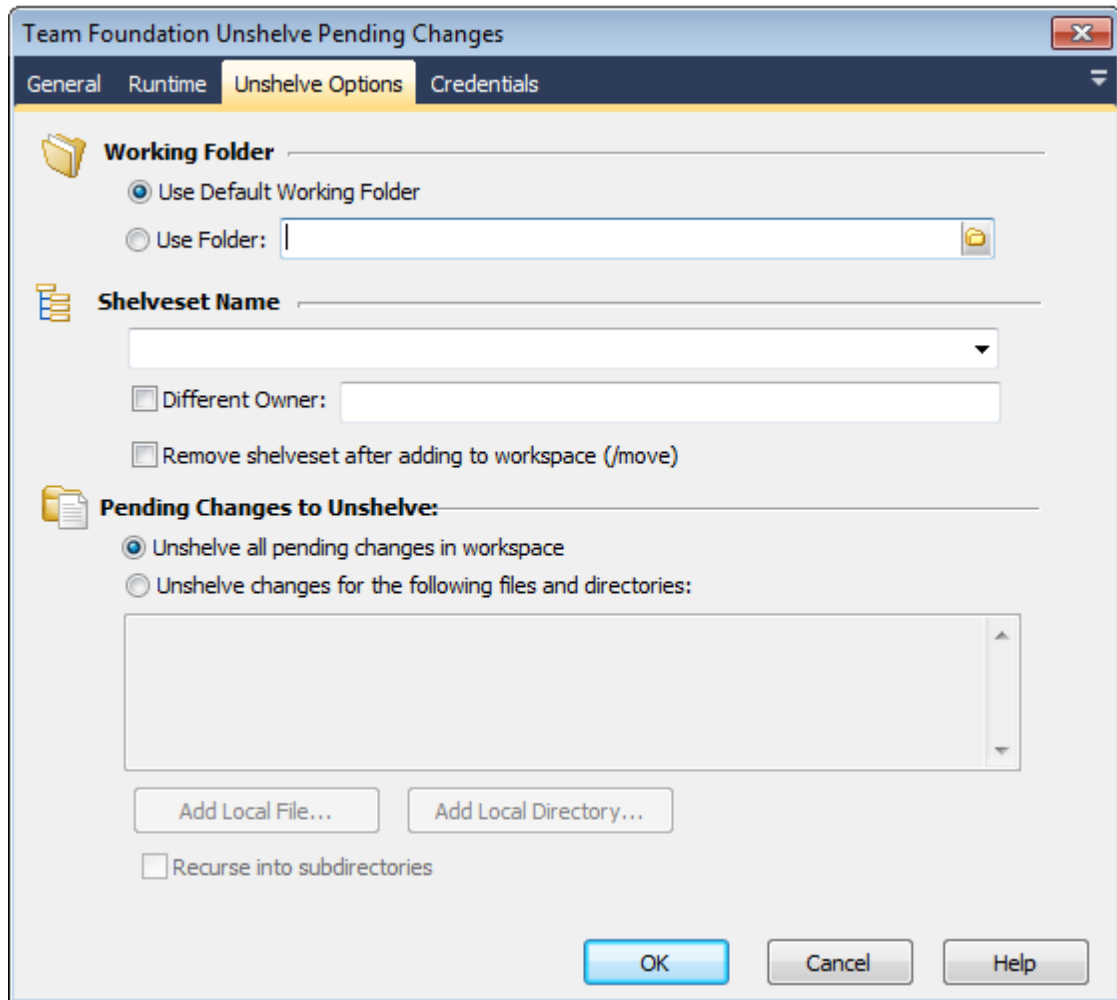 Team Foundation Unshelve Pending Changes
General Runtime Unshelve Options Credentials
Working Folder
Use Default Working Folder
Use Folder:
Shelveset Name
Different Owner:
Remove shelveset after adding to workspace (/move)
Pending Changes to Unshelve:
Unshelve all pending changes in workspace
Unshelve changes for the following files and directories:
Add Local File... Add Local Directory...
Recurse into subdirectories
OK Cancel Help